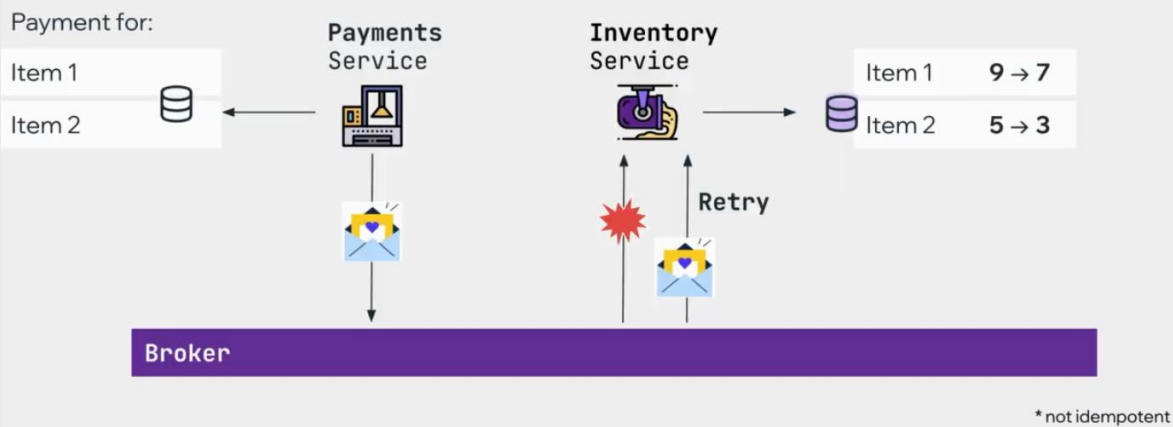 Payment for:
Item 1
Item 2
Payments
Service
Inventory
Service
Item 1 9 → 7
Item 2 5 → 3
Retry
Broker
* not idempotent